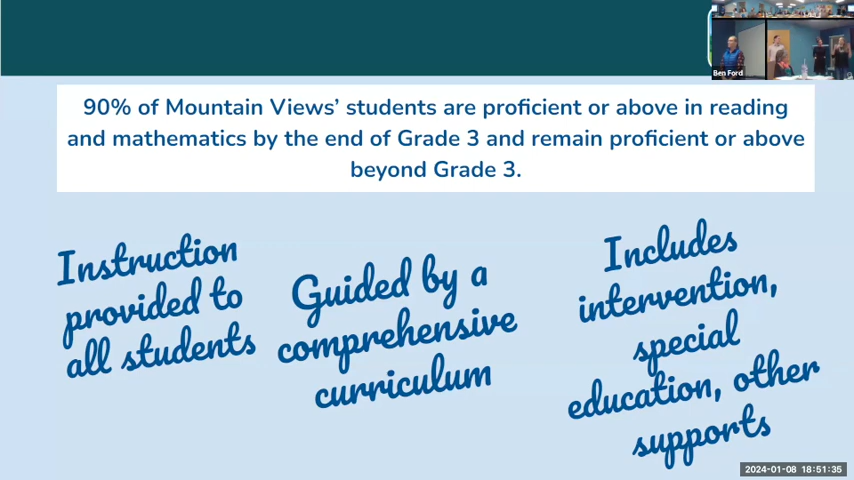 Ben Ford
90% of Mountain Views' students are proficient or above in reading
and mathematics by the end of Grade 3 and remain proficient or above
beyond Grade 3.
Instruction
provided to
all students
Guided by a
comprehensive
curriculum
Includes
intervention,
special
education, other
supports
2024-01-08 18:51:35